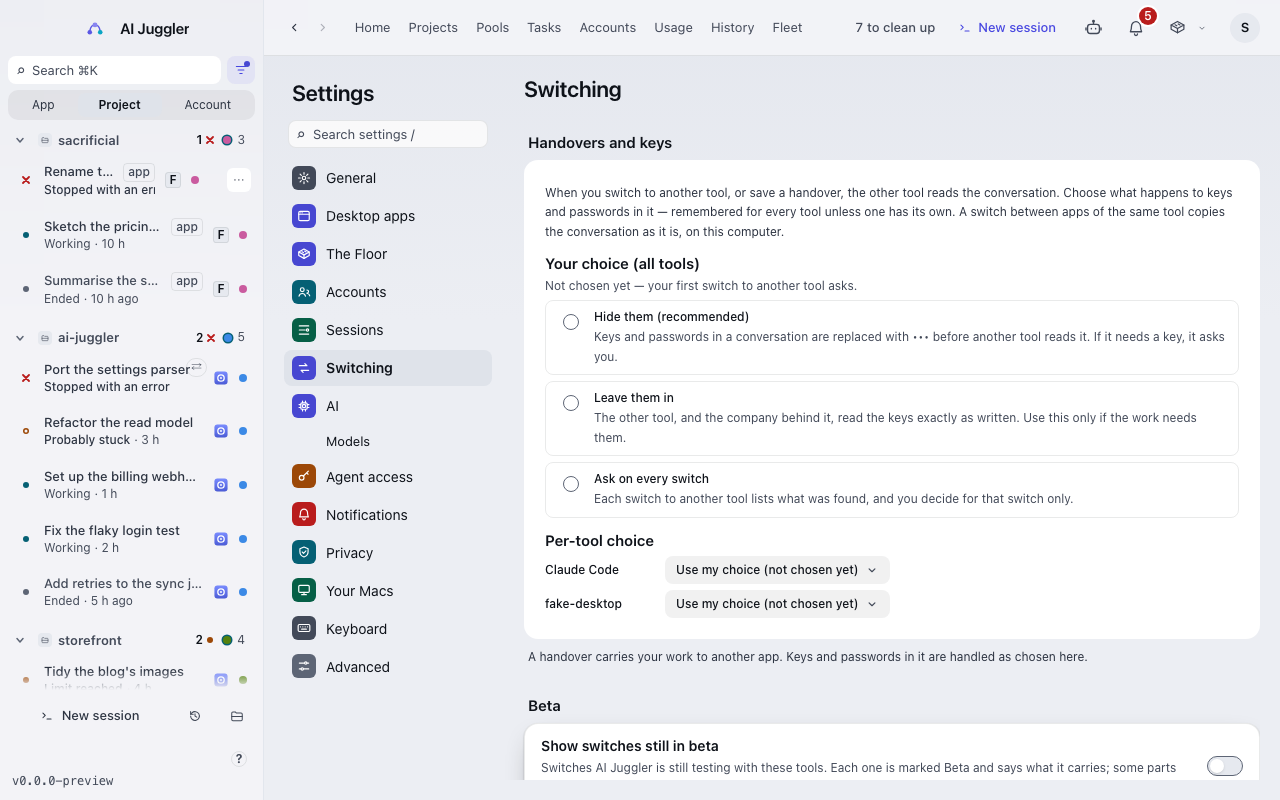 AI Juggler
Search ⌘K
App Project Account
sacrificial 1 3
Rename t... app F
Stopped with an er
Sketch the pricin... app F
Working · 10 h
Summarise the s... app F
Ended · 10 h ago
ai-juggler 2 5
Port the settings parser
Stopped with an error
Refactor the read model
Probably stuck · 3 h
Set up the billing webh...
Working · 1 h
Fix the flaky login test
Working · 2 h
Add retries to the sync j...
Ended · 5 h ago
storefront 2 4
Tidy the blog's images
New session
?
v0.0.0-preview
Home Projects Pools Tasks Accounts Usage History Fleet 7 to clean up New session 5 S
Settings
Search settings /
General
Desktop apps
The Floor
Accounts
Sessions
Switching
AI
Models
Agent access
Notifications
Privacy
Your Macs
Keyboard
Advanced
Switching
Handovers and keys
When you switch to another tool, or save a handover, the other tool reads the conversation. Choose what happens to keys
and passwords in it — remembered for every tool unless one has its own. A switch between apps of the same tool copies
the conversation as it is, on this computer.
Your choice (all tools)
Not chosen yet — your first switch to another tool asks.
Hide them (recommended)
Keys and passwords in a conversation are replaced with ••• before another tool reads it. If it needs a key, it asks
you.
Leave them in
The other tool, and the company behind it, read the keys exactly as written. Use this only if the work needs
them.
Ask on every switch
Each switch to another tool lists what was found, and you decide for that switch only.
Per-tool choice
Claude Code Use my choice (not chosen yet)
fake-desktop Use my choice (not chosen yet)
A handover carries your work to another app. Keys and passwords in it are handled as chosen here.
Beta
Show switches still in beta
Switches AI Juggler is still testing with these tools. Each one is marked Beta and says what it carries; some parts